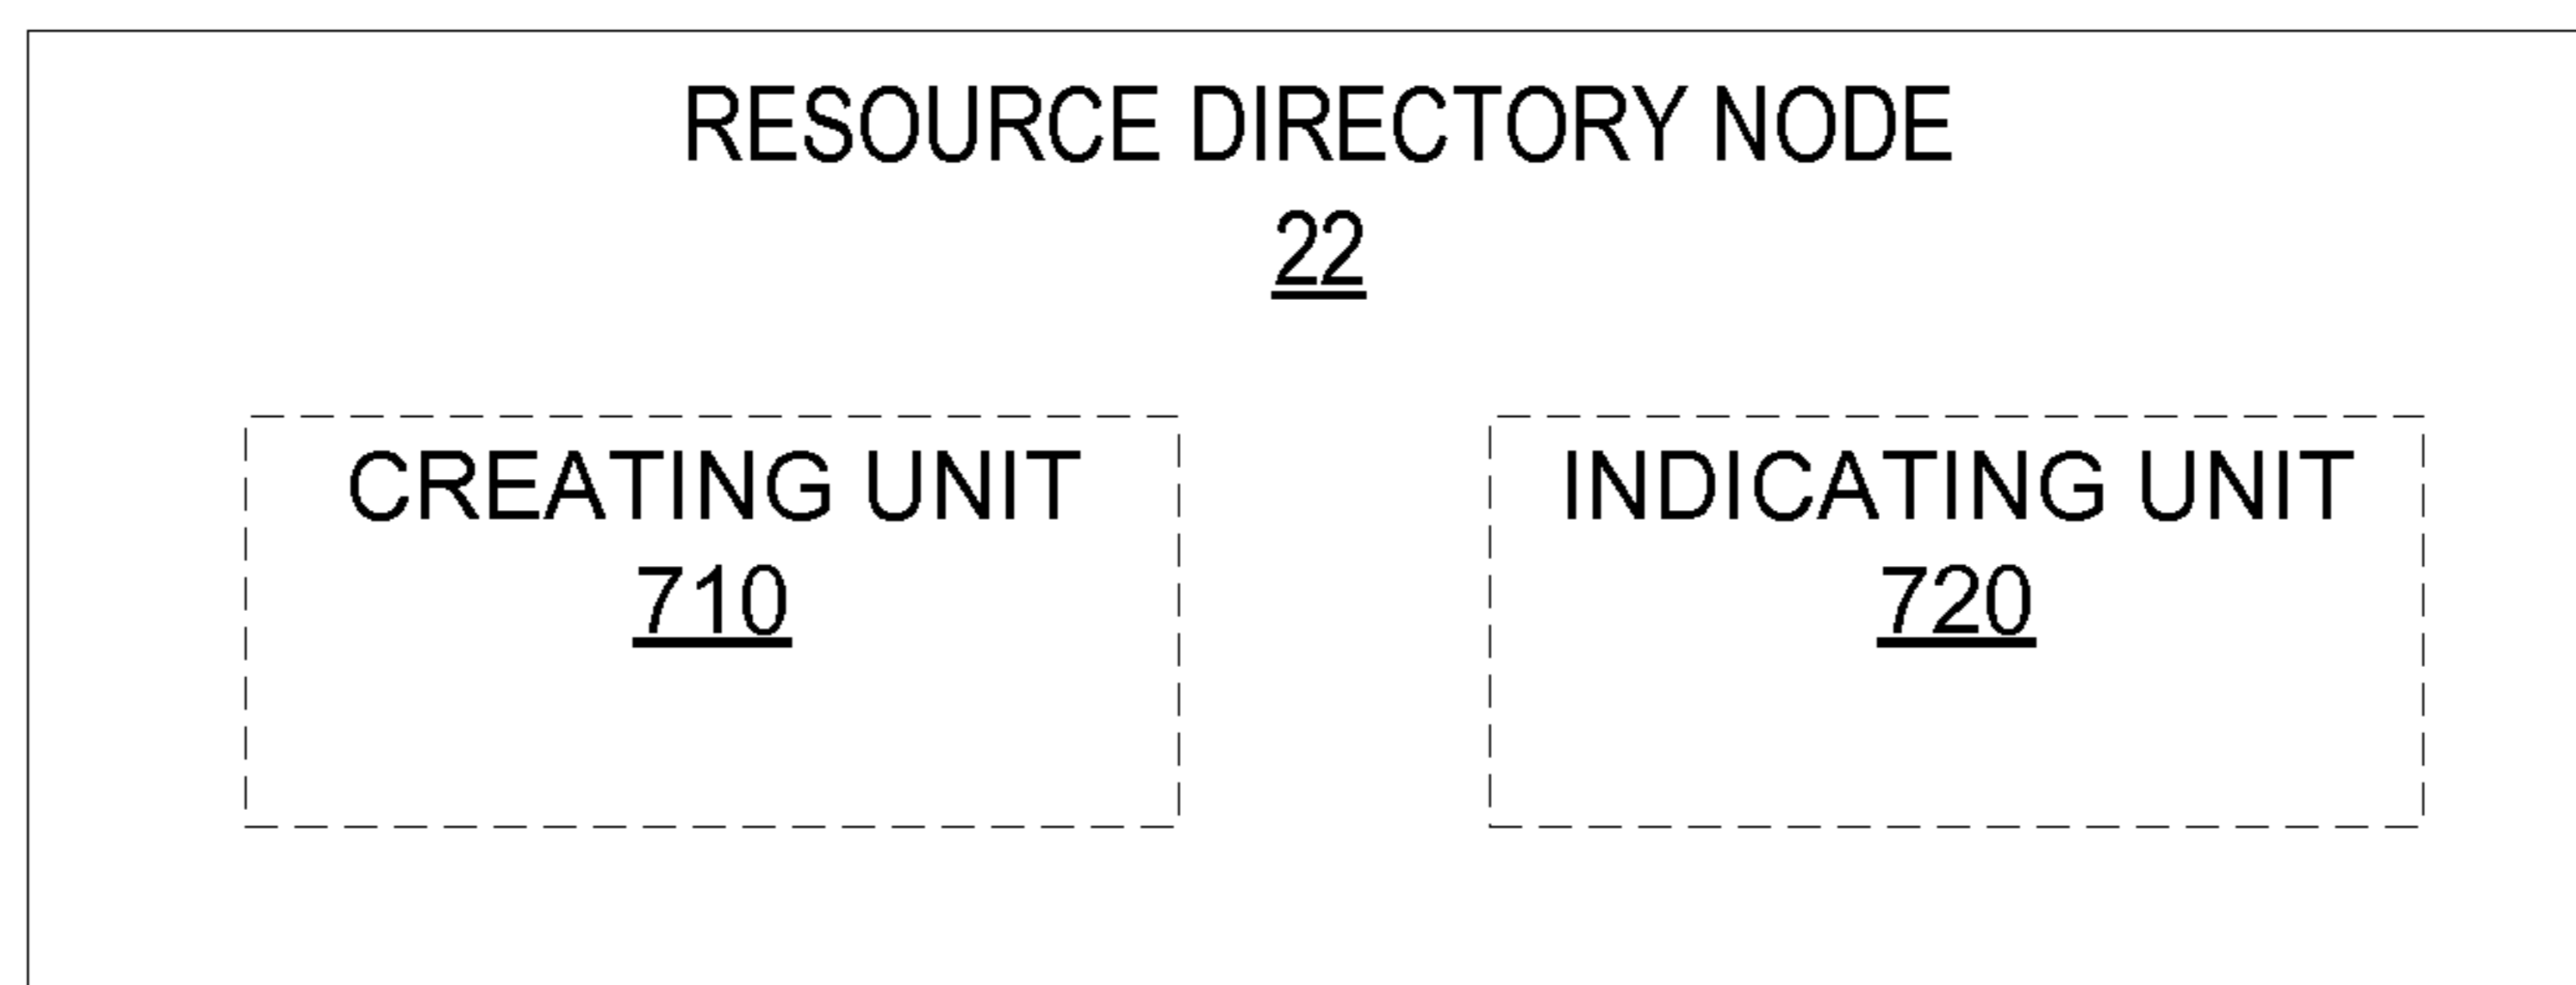 RESOURCE DIRECTORY NODE
22
CREATING UNIT
710
INDICATING UNIT
720